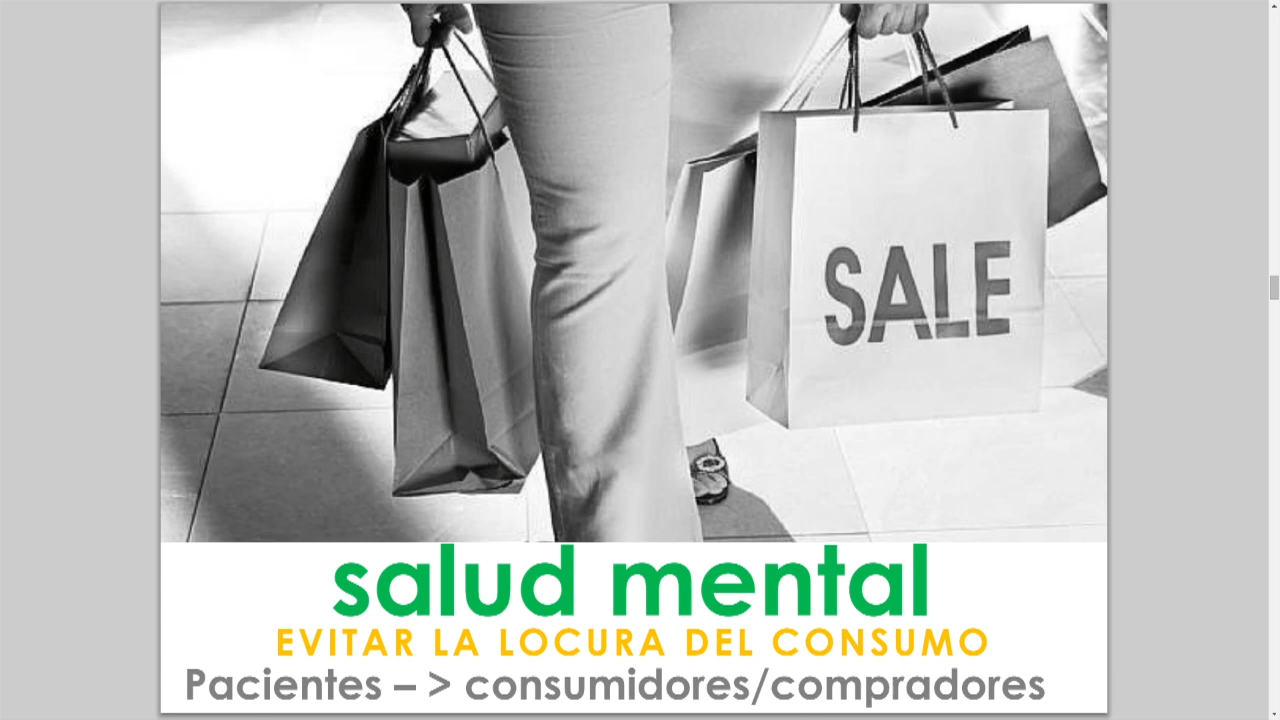 SALE
salud mental
EVITAR LA LOCURA DEL CONSUMO
Pacientes – > consumidores/compradores